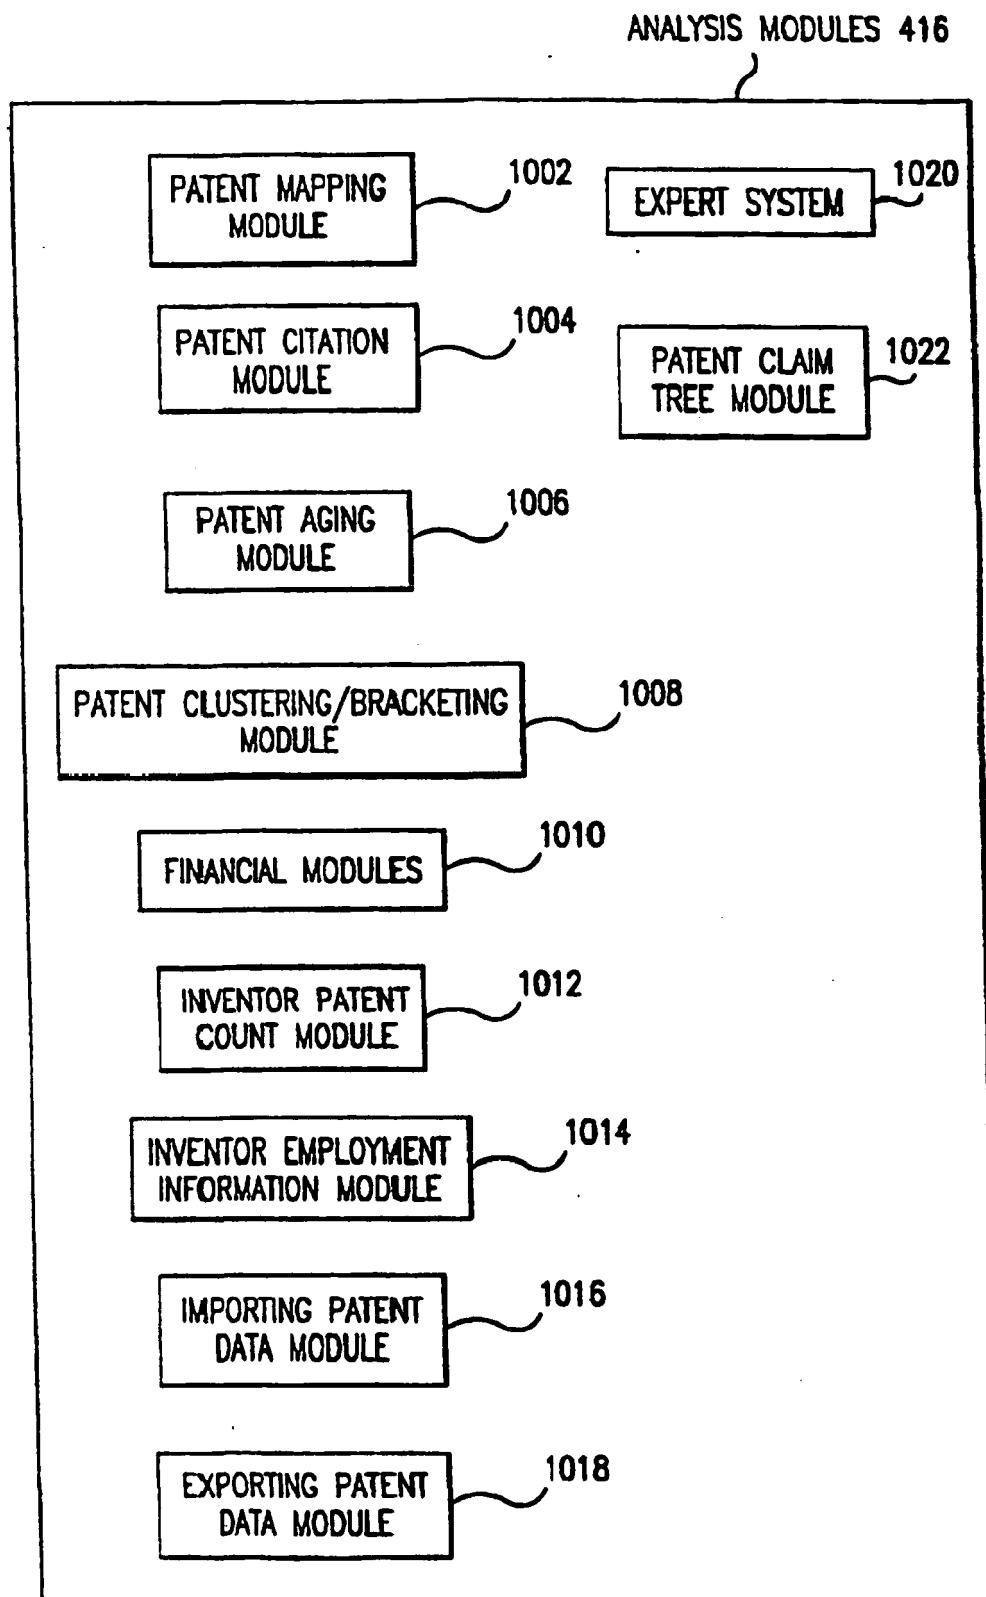 ANALYSIS MODULES 416
PATENT MAPPING
MODULE
1002
EXPERT SYSTEM
1020
PATENT CITATION
MODULE
1004
PATENT CLAIM
TREE MODULE
1022
PATENT AGING
MODULE
1006
PATENT CLUSTERING/BRACKETING
MODULE
1008
FINANCIAL MODULES
1010
INVENTOR PATENT
COUNT MODULE
1012
INVENTOR EMPLOYMENT
INFORMATION MODULE
1014
IMPORTING PATENT
DATA MODULE
1016
EXPORTING PATENT
DATA MODULE
1018